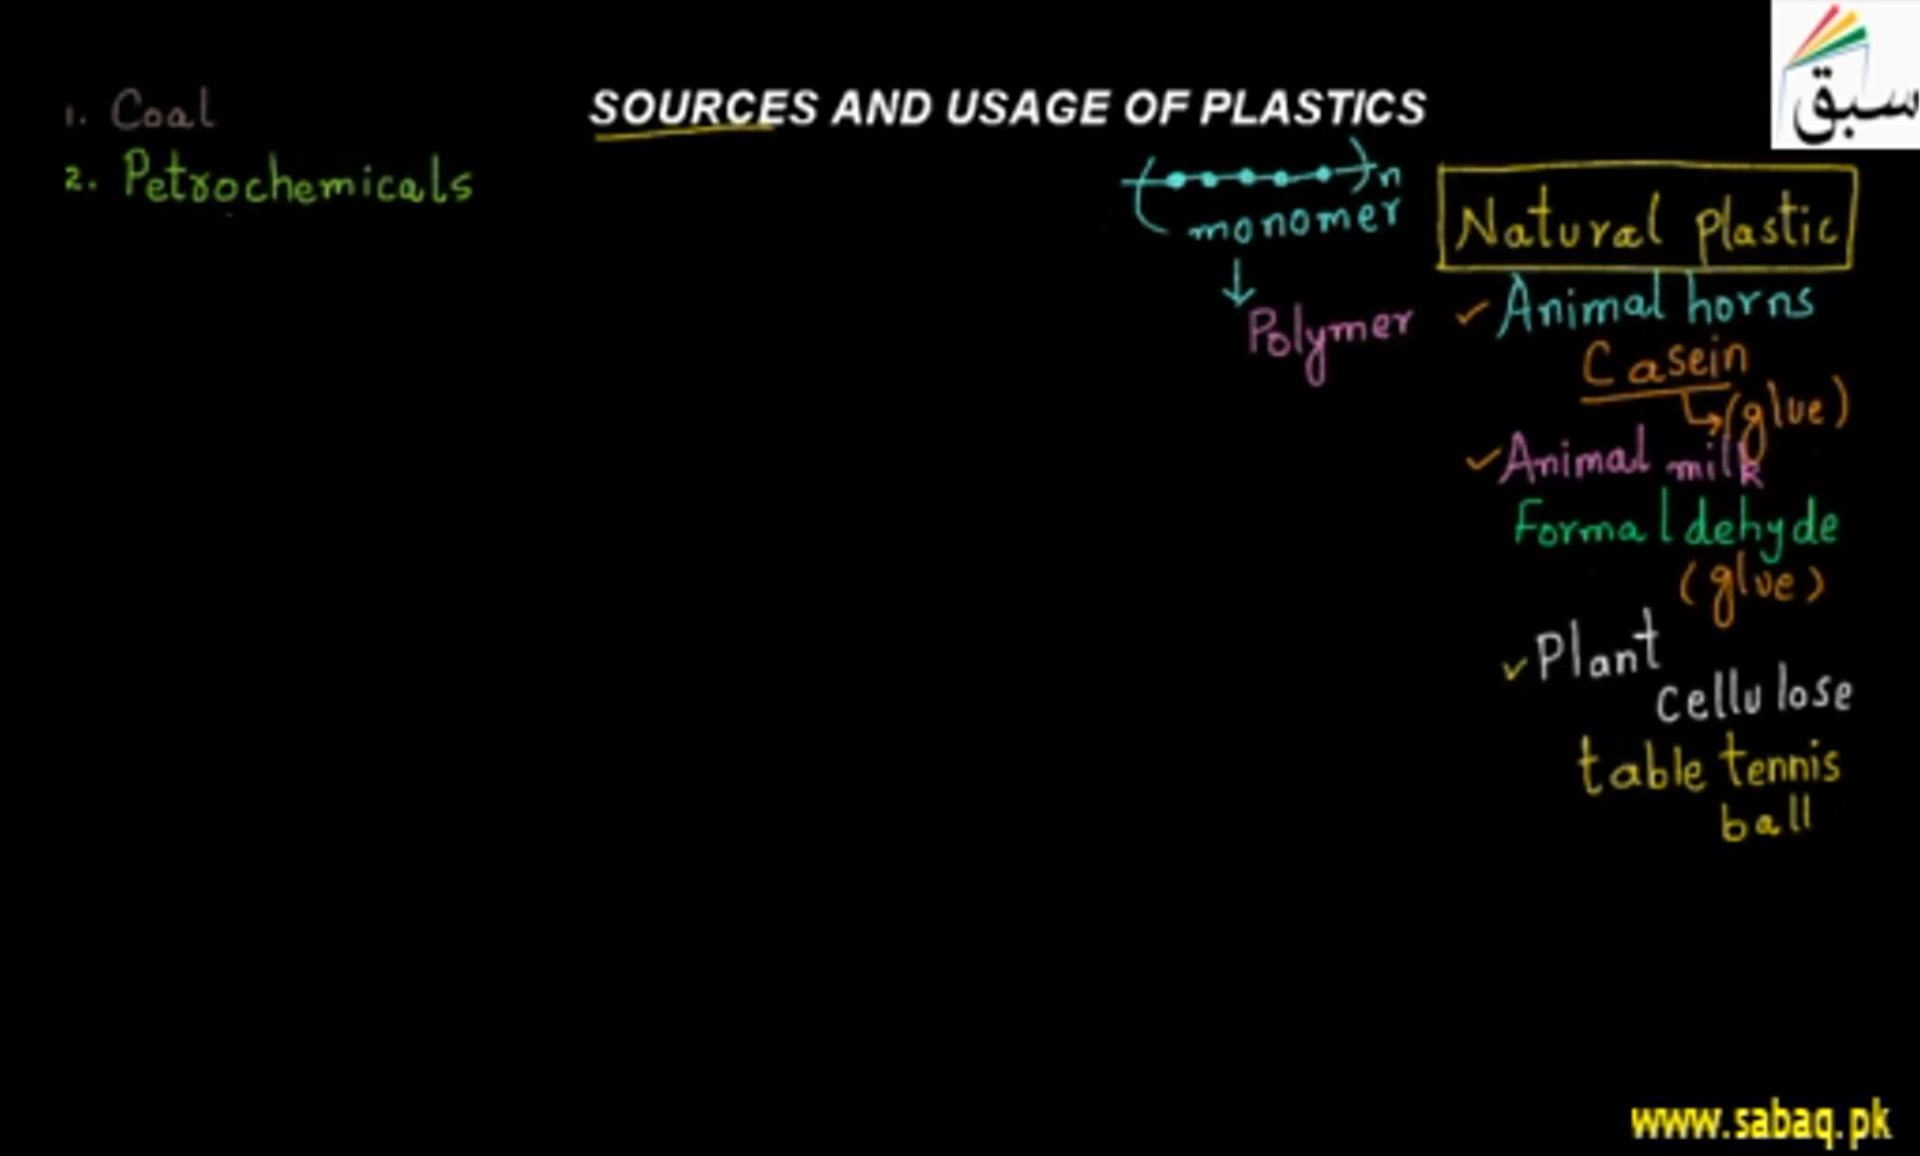 SOURCES AND USAGE OF PLASTICS
سبق
1. Coal
2. Petrochemicals
n
monomer
Polymer
Natural plastic
Animal horns
Casein
(glue)
Animal milk
Formaldehyde
(glue)
Plant
cellulose
table tennis
ball
www.sabaq.pk